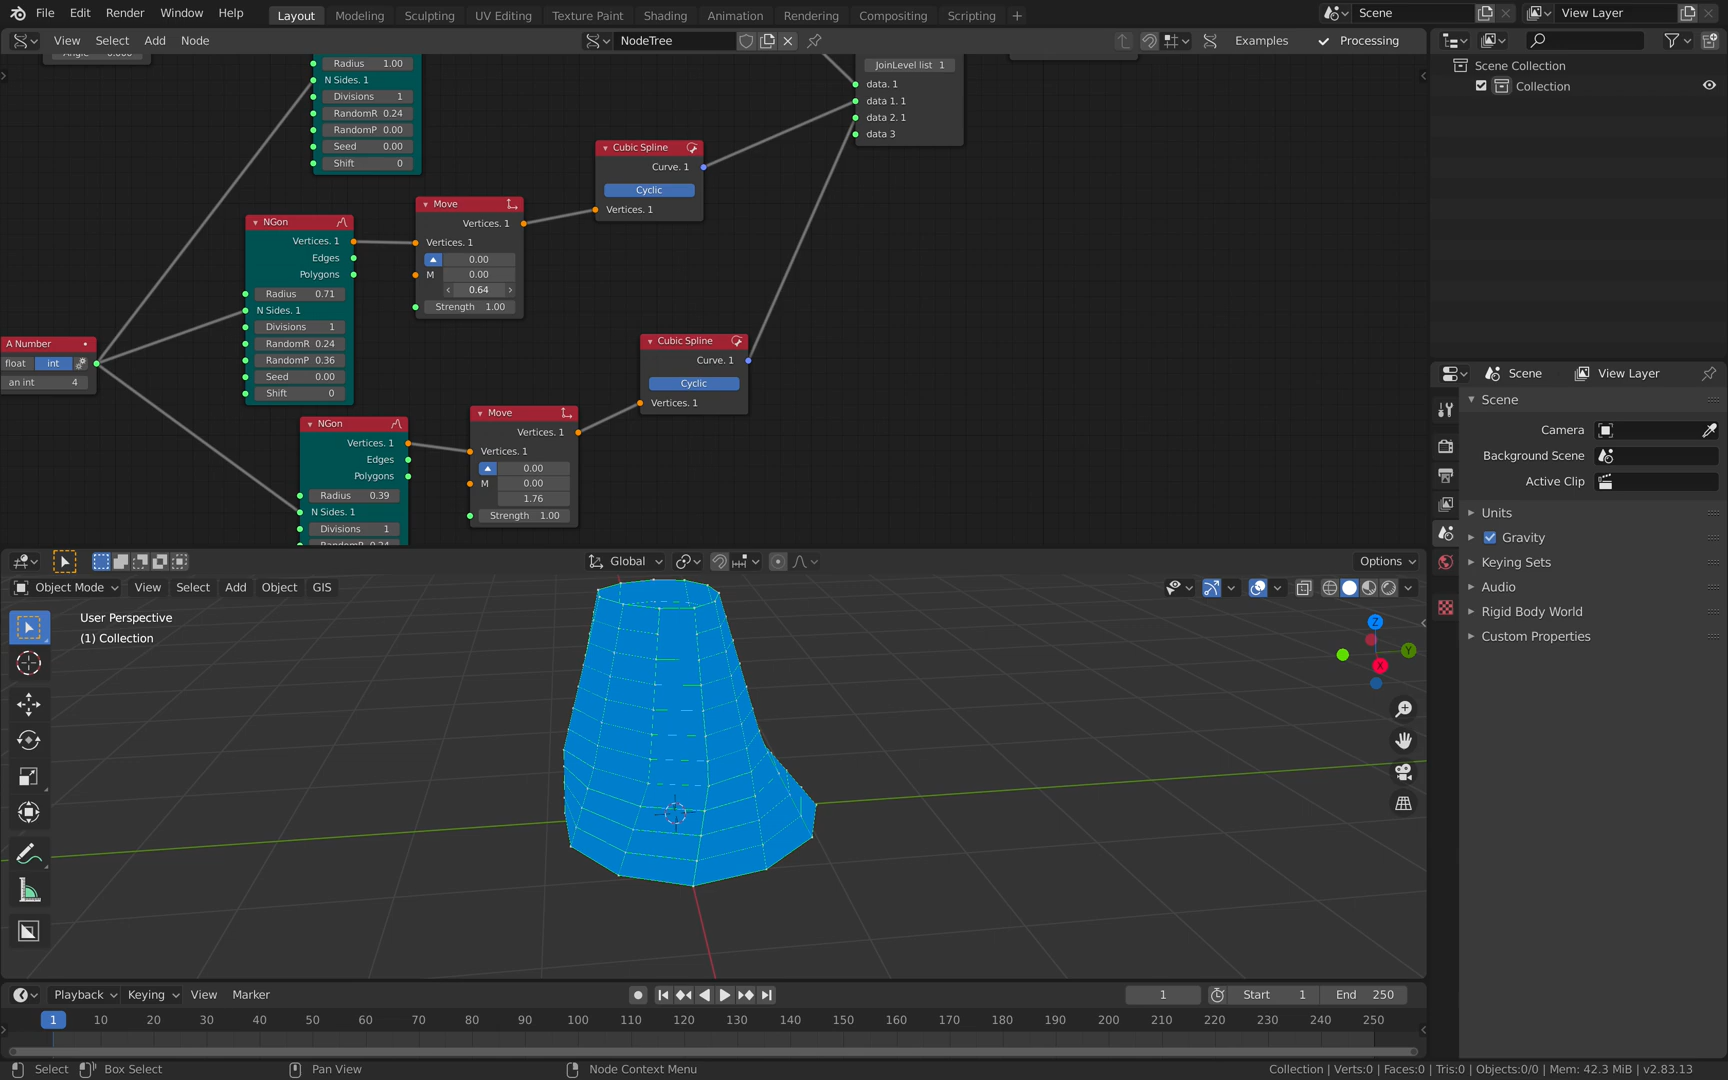 File Edit Render Window Help Layout Modeling Sculpting UV Editing Texture Paint Shading Animation Rendering Compositing Scripting + Scene View Layer
View Select Add Node NodeTree Examples Processing
Radius 1.00
N Sides. 1
Divisions 1
RandomR 0.24
RandomP 0.00
Seed 0.00
Shift 0
JoinLevel list 1
data. 1
data 1. 1
data 2. 1
data 3
Cubic Spline
Curve. 1
Cyclic
Vertices. 1
Move
Vertices. 1
Vertices. 1
0.00
M 0.00
0.64
Strength 1.00
NGon
Vertices. 1
Edges
Polygons
Radius 0.71
N Sides. 1
Divisions 1
RandomR 0.24
RandomP 0.36
Seed 0.00
Shift 0
A Number
float int
an int 4
Cubic Spline
Curve. 1
Cyclic
Vertices. 1
Move
Vertices. 1
Vertices. 1
0.00
M 0.00
1.76
Strength 1.00
NGon
Vertices. 1
Edges
Polygons
Radius 0.39
N Sides. 1
Divisions 1
Scene Collection
Collection
Scene View Layer
Scene
Camera
Background Scene
Active Clip
Units
Gravity
Keying Sets
Audio
Rigid Body World
Custom Properties
Global Options
Object Mode View Select Add Object GIS
User Perspective
(1) Collection
Z
Y
X
Playback Keying View Marker 1 Start 1 End 250
1 10 20 30 40 50 60 70 80 90 100 110 120 130 140 150 160 170 180 190 200 210 220 230 240 250
Select Box Select Pan View Node Context Menu Collection | Verts:0 | Faces:0 | Tris:0 | Objects:0/0 | Mem: 42.3 MiB | v2.83.13